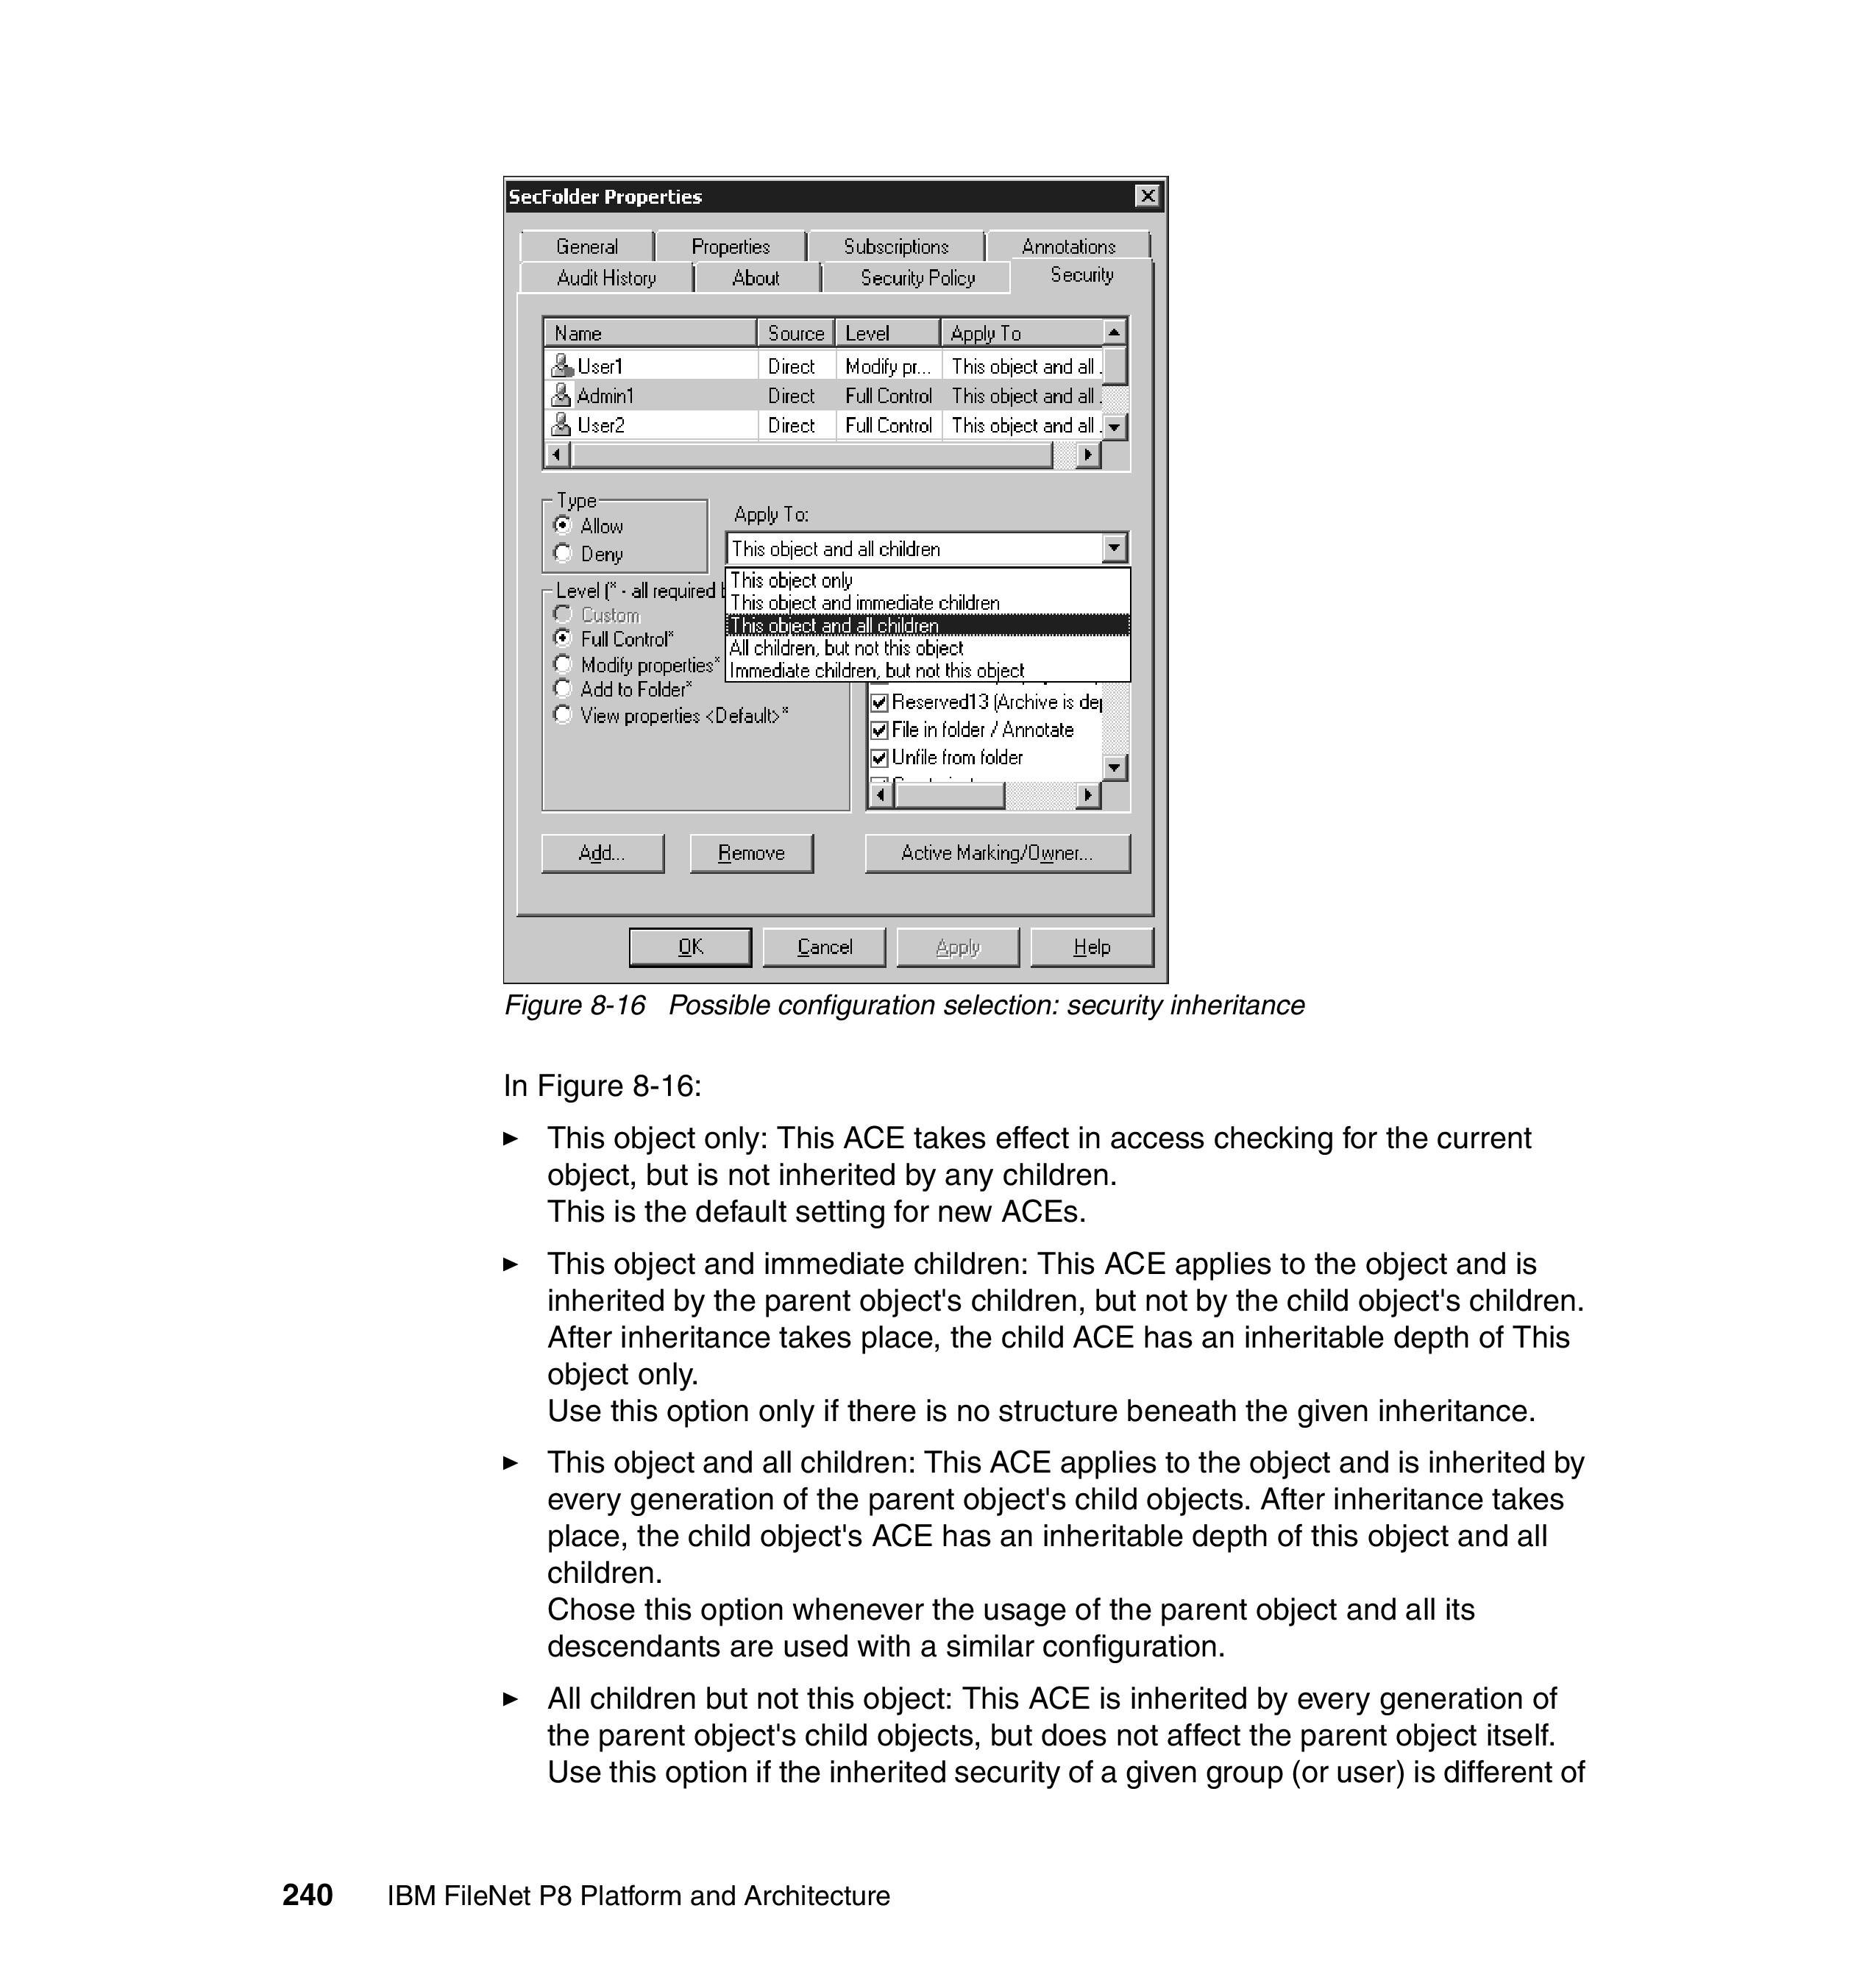 SecFolder Properties
General Properties Subscriptions Annotations
Audit History About Security Policy Security
Name Source Level Apply To
User1 Direct Modify pr... This object and all .
Admin1 Direct Full Control This object and all .
User2 Direct Full Control This object and all .
Type
Allow
Deny
Apply To:
This object and all children
This object only
This object and immediate children
This object and all children
All children, but not this object
Immediate children, but not this object
Level (* - all required
Custom
Full Control*
Modify properties*
Add to Folder*
View properties <Default>*
Reserved13 (Archive is dep
File in folder / Annotate
Unfile from folder
Add... Remove Active Marking/Owner...
OK Cancel Apply Help
Figure 8-16 Possible configuration selection: security inheritance
In Figure 8-16:
► This object only: This ACE takes effect in access checking for the current
object, but is not inherited by any children.
This is the default setting for new ACEs.
► This object and immediate children: This ACE applies to the object and is
inherited by the parent object's children, but not by the child object's children.
After inheritance takes place, the child ACE has an inheritable depth of This
object only.
Use this option only if there is no structure beneath the given inheritance.
► This object and all children: This ACE applies to the object and is inherited by
every generation of the parent object's child objects. After inheritance takes
place, the child object's ACE has an inheritable depth of this object and all
children.
Chose this option whenever the usage of the parent object and all its
descendants are used with a similar configuration.
► All children but not this object: This ACE is inherited by every generation of
the parent object's child objects, but does not affect the parent object itself.
Use this option if the inherited security of a given group (or user) is different of
240 IBM FileNet P8 Platform and Architecture